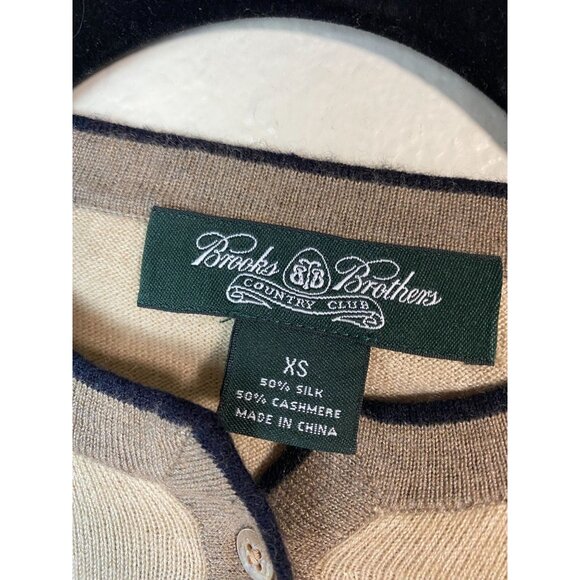 Brooks BB Brothers
COUNTRY CLUB
XS
50% SILK
50% CASHMERE
MADE IN CHINA